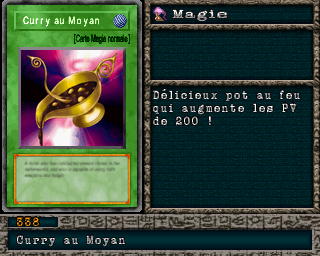 Curry au Moyan
[Carte Magie normale]
Magie
Délicieux pot au feu
qui augmente les PV
de 200 !
338
Curry au Moyan